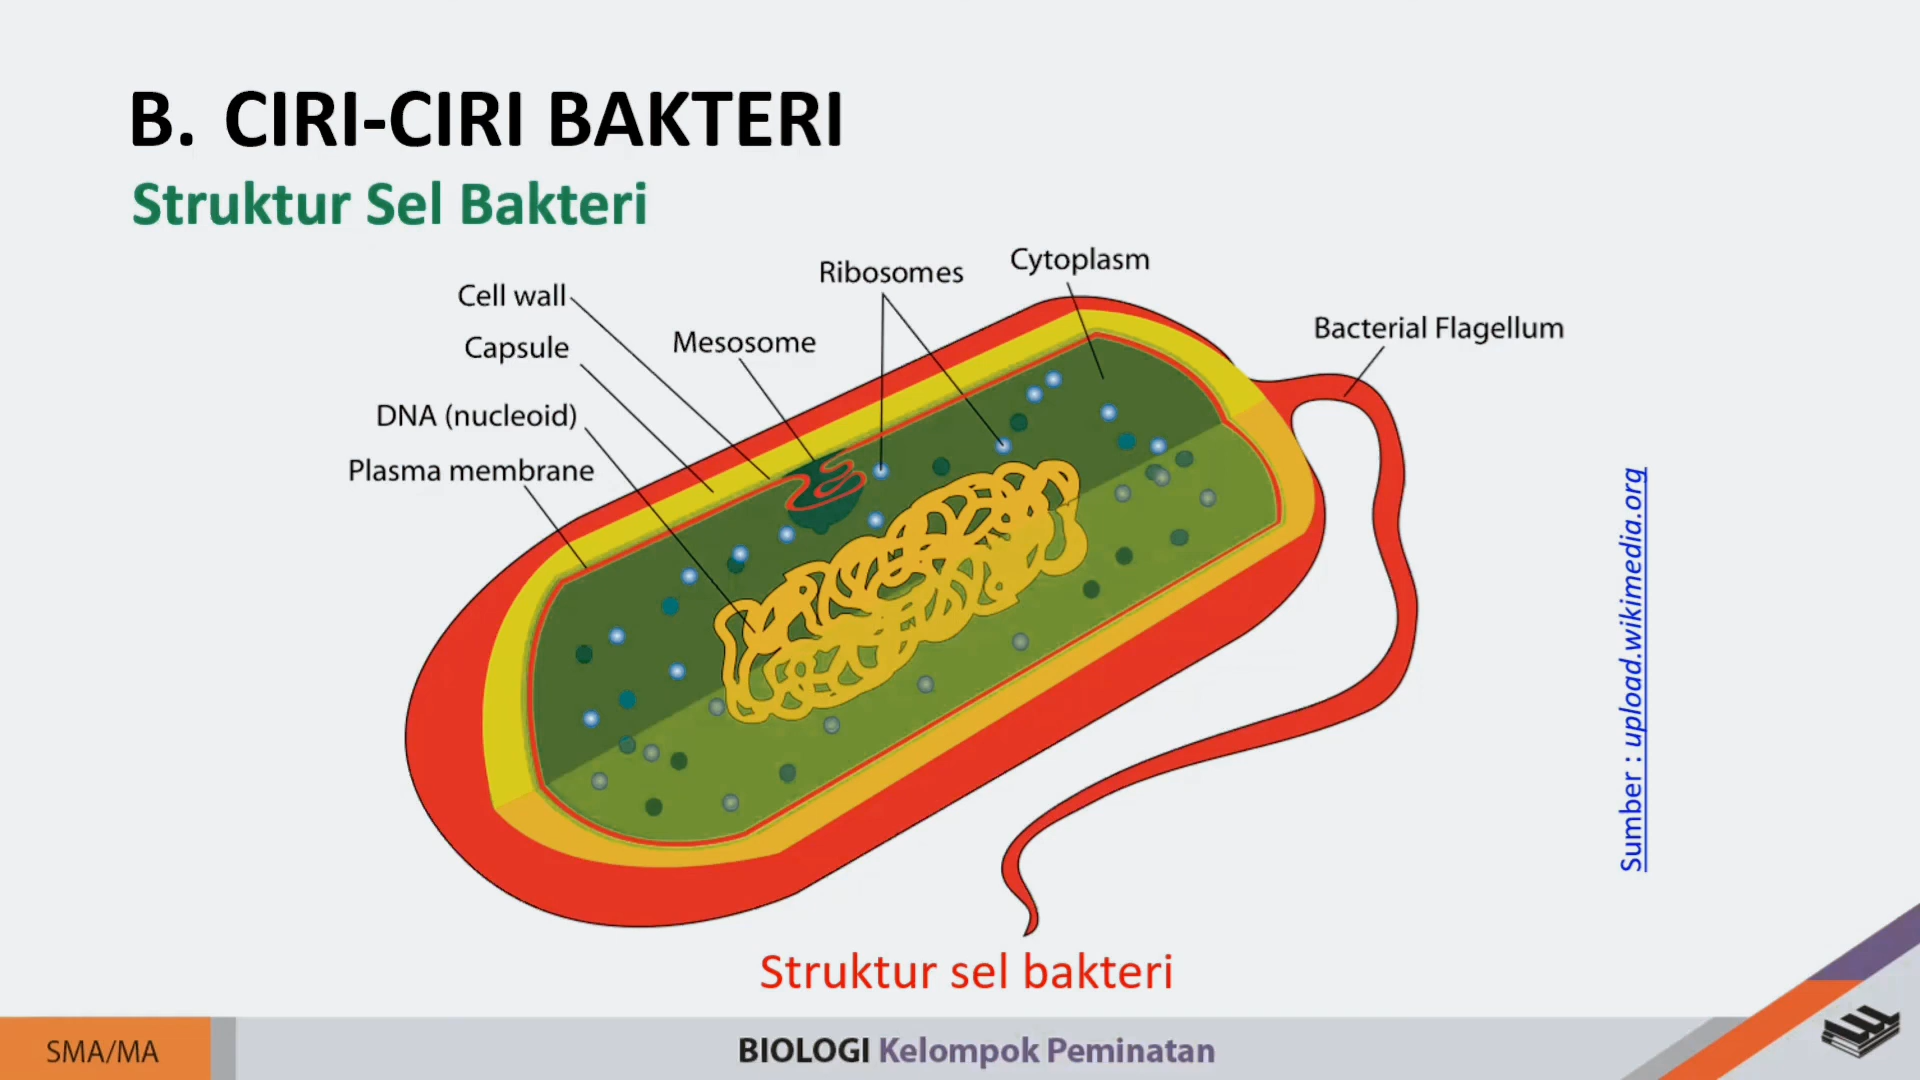 B. CIRI-CIRI BAKTERI
Struktur Sel Bakteri
Cytoplasm
Ribosomes
Cell wall
Bacterial Flagellum
Mesosome
Capsule
DNA (nucleoid)
Plasma membrane
Sumber : upload.wikimedia.org
Struktur sel bakteri
SMA/MA
BIOLOGI Kelompok Peminatan